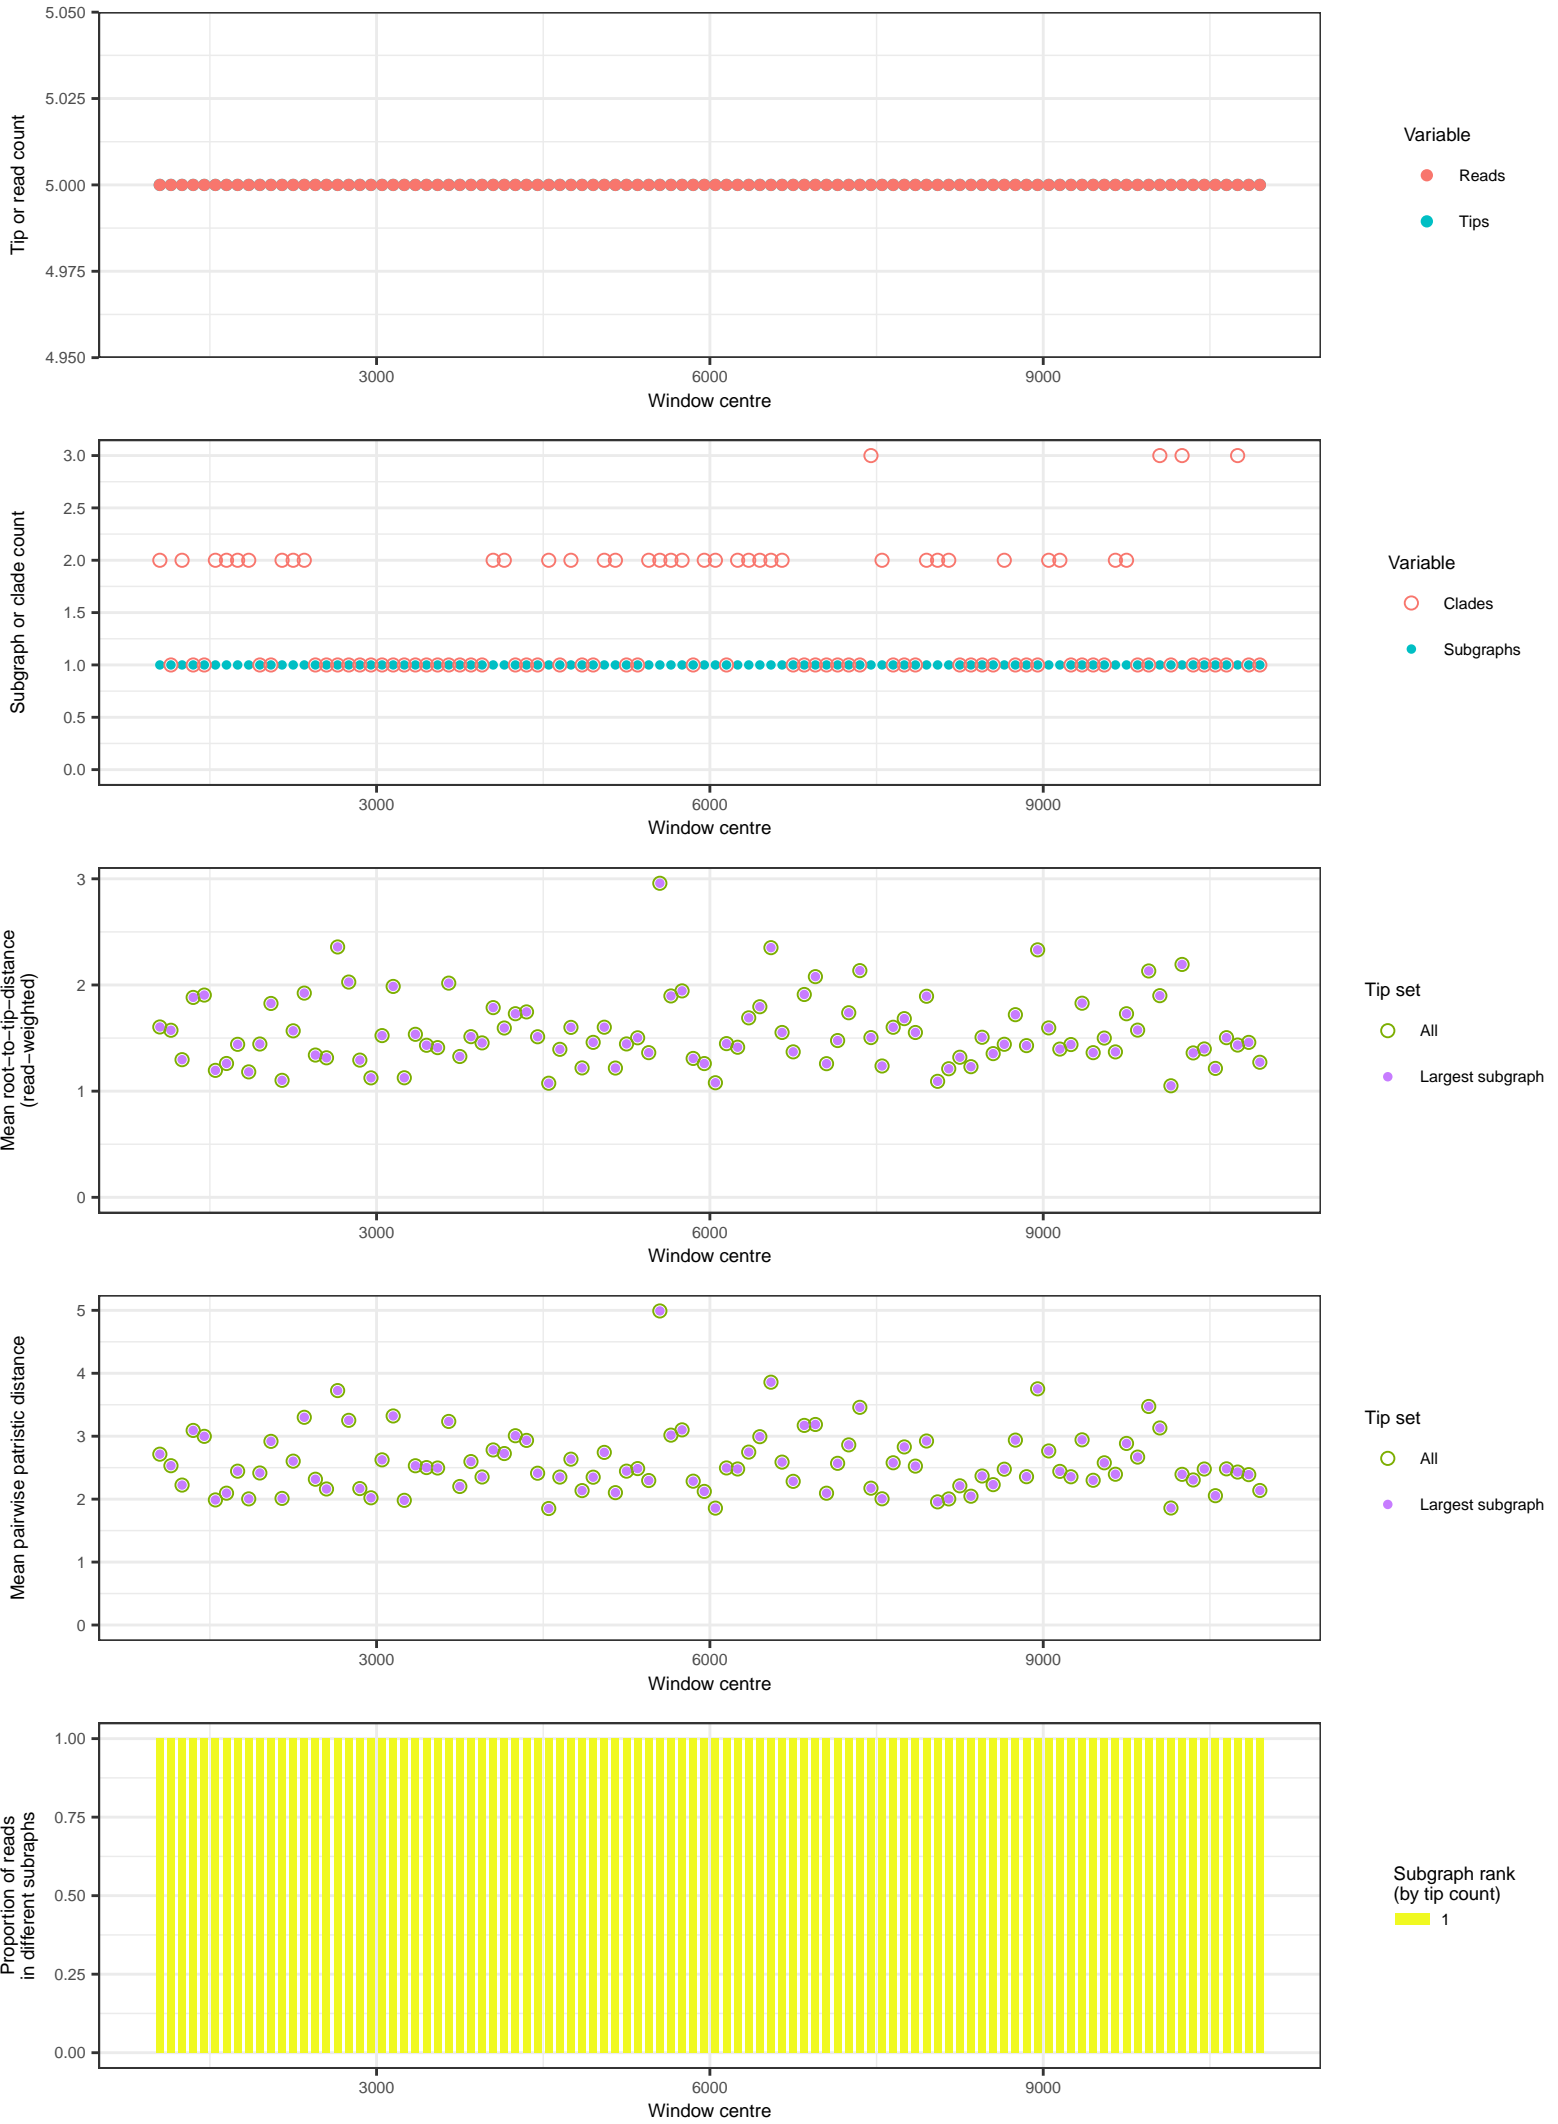 5.050
5.025
5.000
4.975
4.950
Tip or read count
3000 6000 9000
Window centre
Variable
Reads
Tips
3.0
2.5
2.0
1.5
1.0
0.5
0.0
Subgraph or clade count
3000 6000 9000
Window centre
Variable
Clades
Subgraphs
3
2
1
0
Mean root−to−tip−distance
(read−weighted)
3000 6000 9000
Window centre
Tip set
All
Largest subgraph
5
4
3
2
1
0
Mean pairwise patristic distance
3000 6000 9000
Window centre
Tip set
All
Largest subgraph
1.00
0.75
0.50
0.25
0.00
Proportion of reads
in different subraphs
3000 6000 9000
Window centre
Subgraph rank
(by tip count)
1